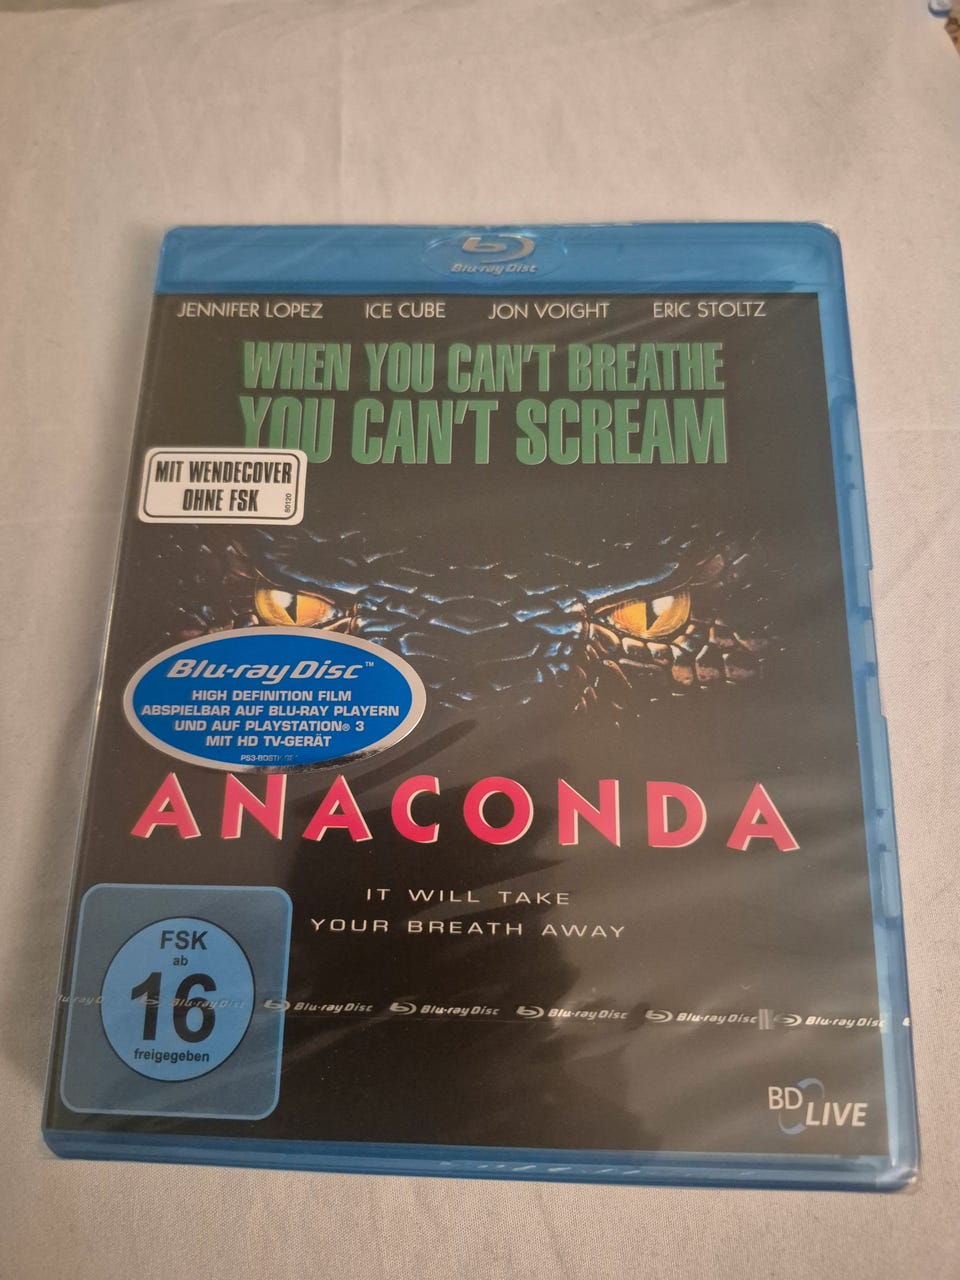 Blu-ray Disc
JENNIFER LOPEZ ICE CUBE JON VOIGHT ERIC STOLTZ
WHEN YOU CAN'T BREATHE
YOU CAN'T SCREAM
MIT WENDECOVER
OHNE FSK
80120
Blu-ray Disc™
HIGH DEFINITION FILM
ABSPIELBAR AUF BLU-RAY PLAYERN
UND AUF PLAYSTATION® 3
MIT HD TV-GERÄT
ANACONDA
IT WILL TAKE
YOUR BREATH AWAY
FSK
ab
16
freigegeben
Blu-ray Disc Blu-ray Disc Blu-ray Disc Blu-ray Disc Blu-ray Disc Blu-ray Disc
BD LIVE